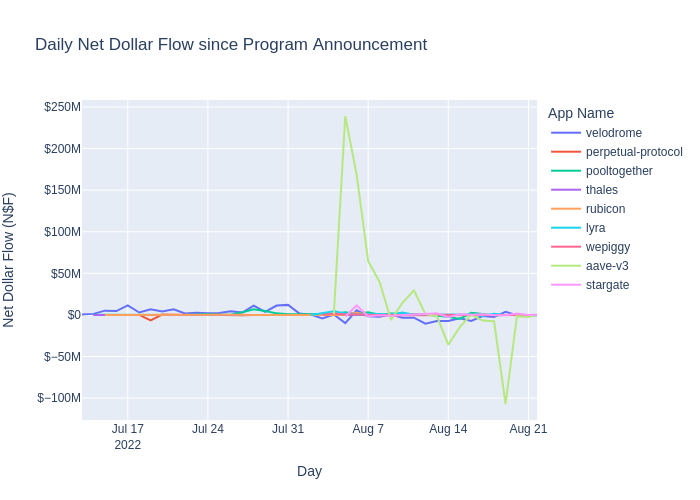 Daily Net Dollar Flow since Program Announcement
Net Dollar Flow (N$F)
$250M
$200M
$150M
$100M
$50M
$0
$−50M
$−100M
Jul 17
2022
Jul 24
Jul 31
Aug 7
Aug 14
Aug 21
Day
App Name
velodrome
perpetual-protocol
pooltogether
thales
rubicon
lyra
wepiggy
aave-v3
stargate